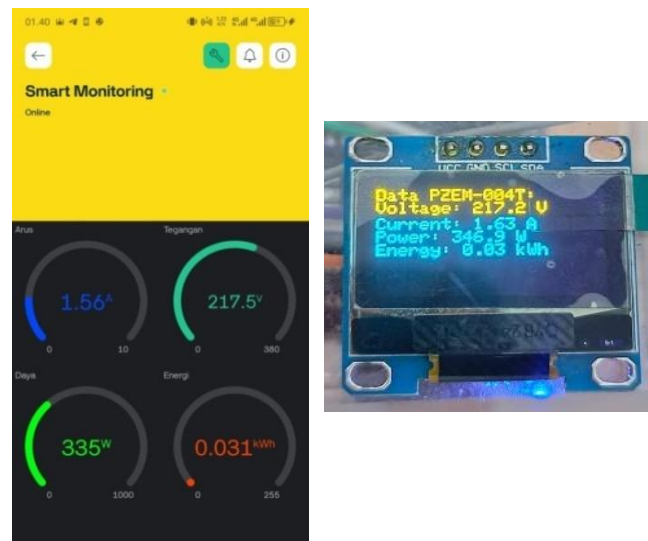 01.40
Smart Monitoring
Online
Arus
Tegangan
1.56A
217.5V
0 10
0 380
Daya
Energi
335W
0.031kWh
0 1000
0 255
VCC GND SCL SDA
Data PZEM-004T:
Voltage: 217.2 V
Current: 1.63 A
Power: 346.9 W
Energy: 0.03 kWh